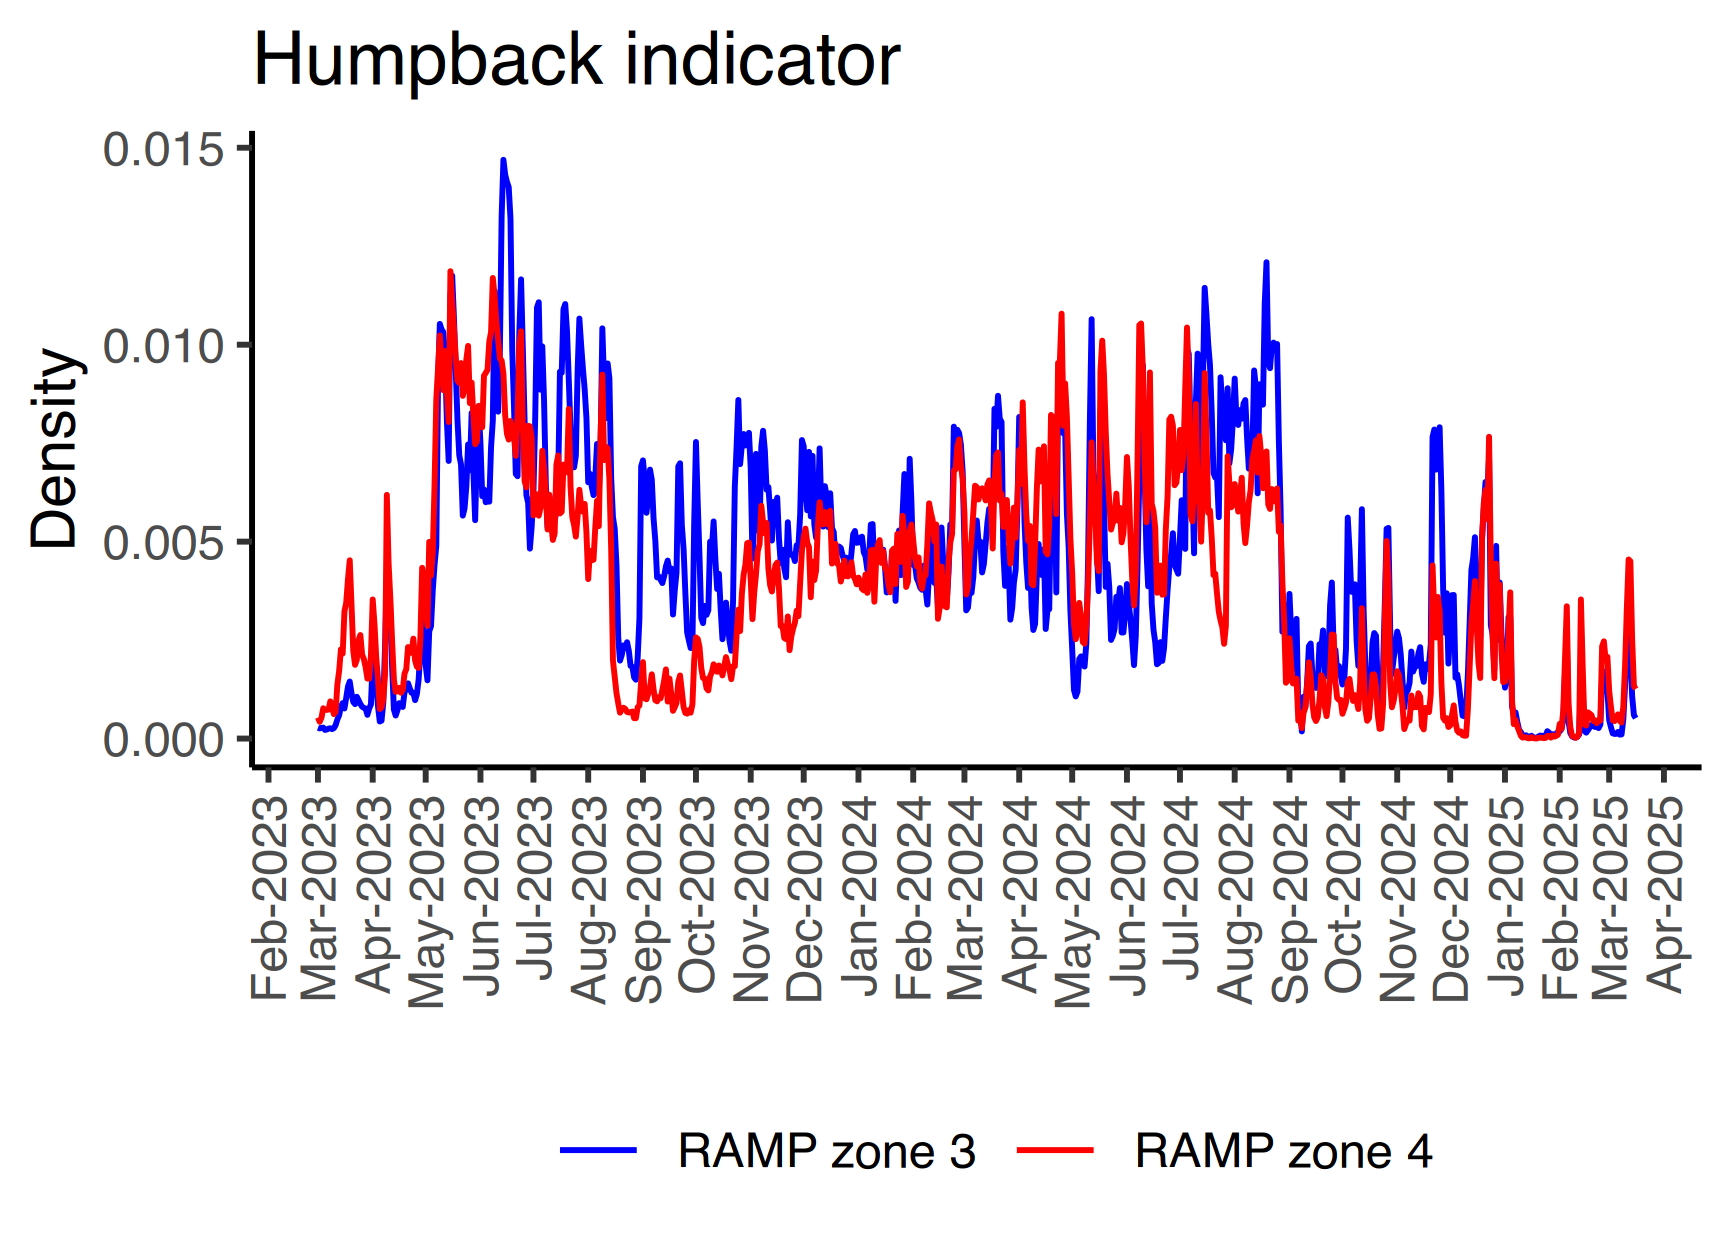 Humpback indicator
Density
0.015
0.010
0.005
0.000
Feb-2023
Mar-2023
Apr-2023
May-2023
Jun-2023
Jul-2023
Aug-2023
Sep-2023
Oct-2023
Nov-2023
Dec-2023
Jan-2024
Feb-2024
Mar-2024
Apr-2024
May-2024
Jun-2024
Jul-2024
Aug-2024
Sep-2024
Oct-2024
Nov-2024
Dec-2024
Jan-2025
Feb-2025
Mar-2025
Apr-2025
RAMP zone 3
RAMP zone 4